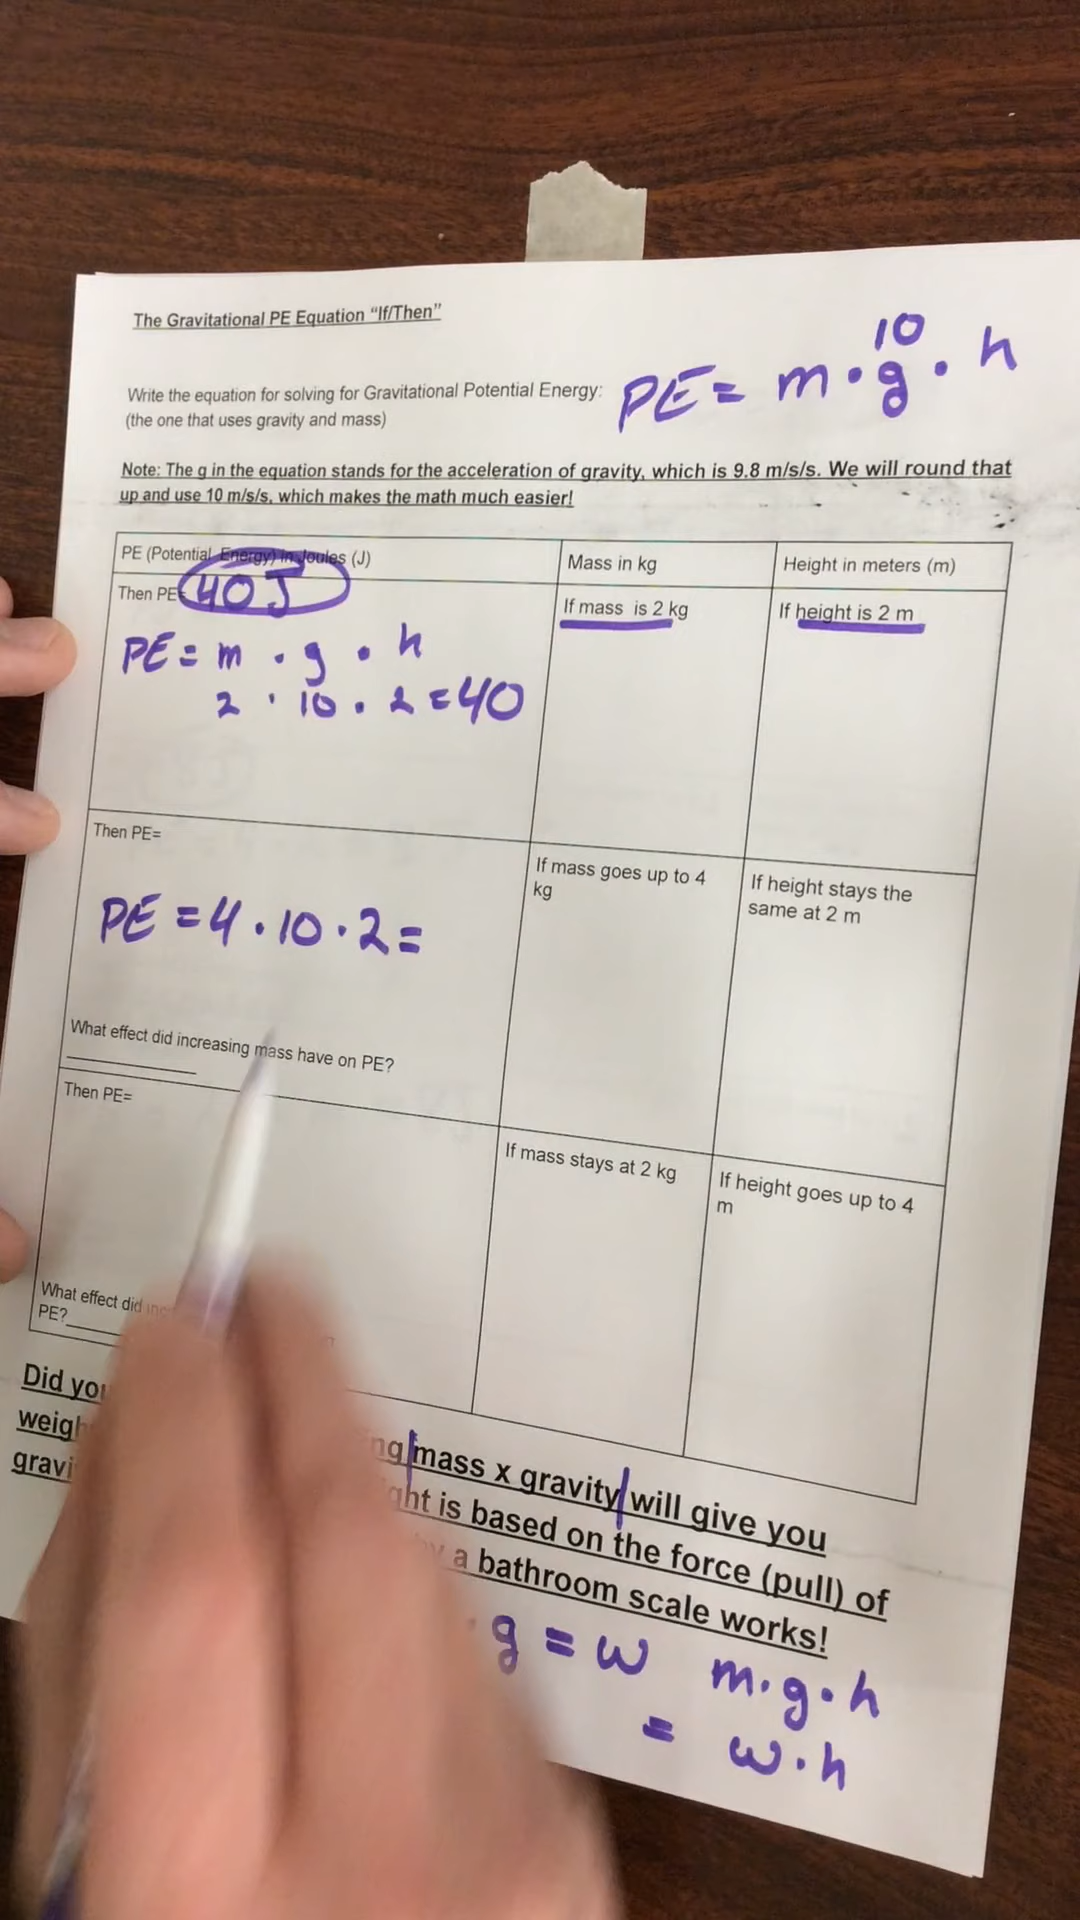 The Gravitational PE Equation "If/Then"
Write the equation for solving for Gravitational Potential Energy:
(the one that uses gravity and mass)
10
PE = m · g · h
Note: The g in the equation stands for the acceleration of gravity, which is 9.8 m/s/s. We will round that
up and use 10 m/s/s, which makes the math much easier!
PE (Potential Energy) in Joules (J)
Mass in kg
Height in meters (m)
Then PE= 40 J
If mass is 2 kg
If height is 2 m
PE = m · g · h
2 · 10 · 2 = 40
Then PE=
If mass goes up to 4
kg
If height stays the
same at 2 m
PE = 4 · 10 · 2 =
What effect did increasing mass have on PE?
Then PE=
If mass stays at 2 kg
If height goes up to 4
m
What effect did
PE?
Did
mass x gravity will give you
is based on the force (pull) of
a bathroom scale works!
g = w
m·g·h
= w·h